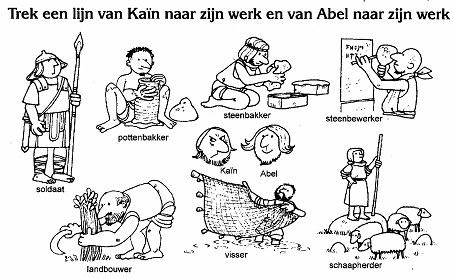 Trek een lijn van Kaïn naar zijn werk en van Abel naar zijn werk
steenbakker
steenbewerker
pottenbakker
Kaïn
Abel
soldaat
visser
landbouwer
schaapherder